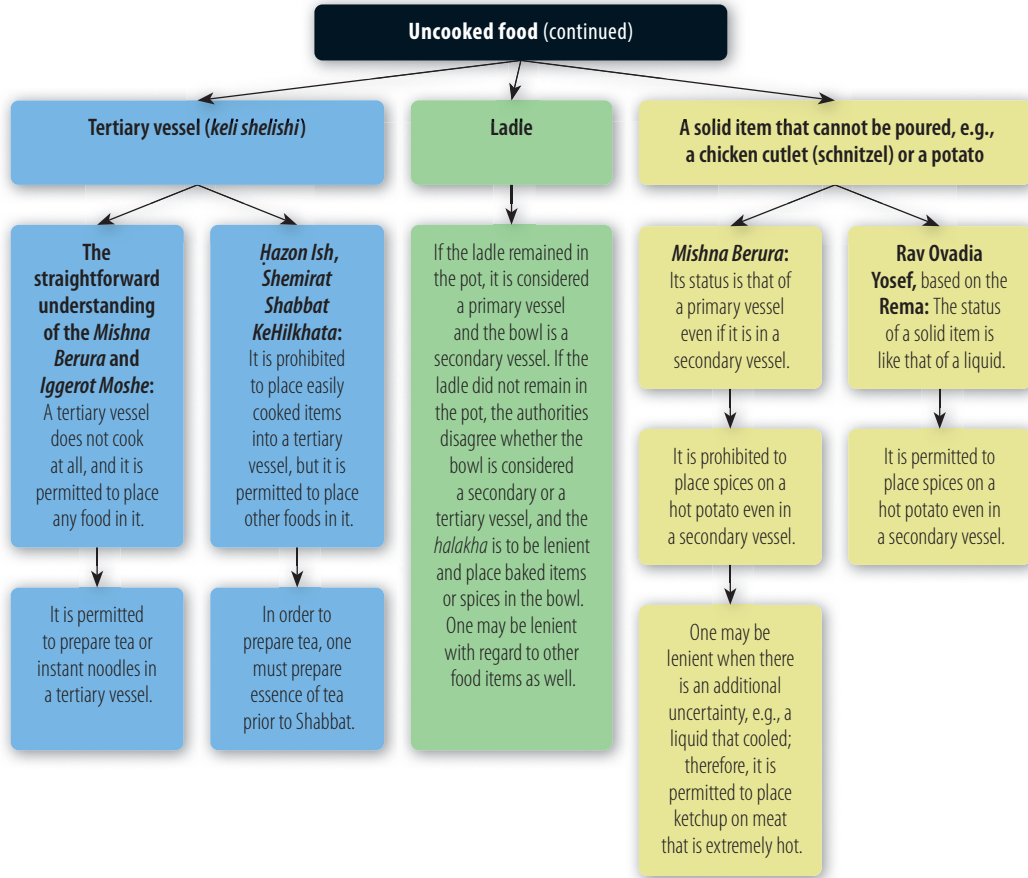 Uncooked food (continued)
Tertiary vessel (keli shelishi)
Ladle
A solid item that cannot be poured, e.g.,
a chicken cutlet (schnitzel) or a potato
The
straightforward
understanding
of the Mishna
Berura and
Iggerot Moshe:
A tertiary vessel
does not cook
at all, and it is
permitted to place
any food in it.
Ḥazon Ish,
Shemirat
Shabbat
KeHilkhata:
It is prohibited
to place easily
cooked items
into a tertiary
vessel, but it is
permitted to place
other foods in it.
If the ladle remained in
the pot, it is considered
a primary vessel
and the bowl is a
secondary vessel. If the
ladle did not remain in
the pot, the authorities
disagree whether the
bowl is considered
a secondary or a
tertiary vessel, and the
halakha is to be lenient
and place baked items
or spices in the bowl.
One may be lenient
with regard to other
food items as well.
Mishna Berura:
Its status is that of
a primary vessel
even if it is in a
secondary vessel.
Rav Ovadia
Yosef, based on the
Rema: The status
of a solid item is
like that of a liquid.
It is prohibited to
place spices on a
hot potato even in
a secondary vessel.
It is permitted to
place spices on a
hot potato even in
a secondary vessel.
It is permitted
to prepare tea or
instant noodles in
a tertiary vessel.
In order to
prepare tea, one
must prepare
essence of tea
prior to Shabbat.
One may be
lenient when there
is an additional
uncertainty, e.g., a
liquid that cooled;
therefore, it is
permitted to place
ketchup on meat
that is extremely hot.